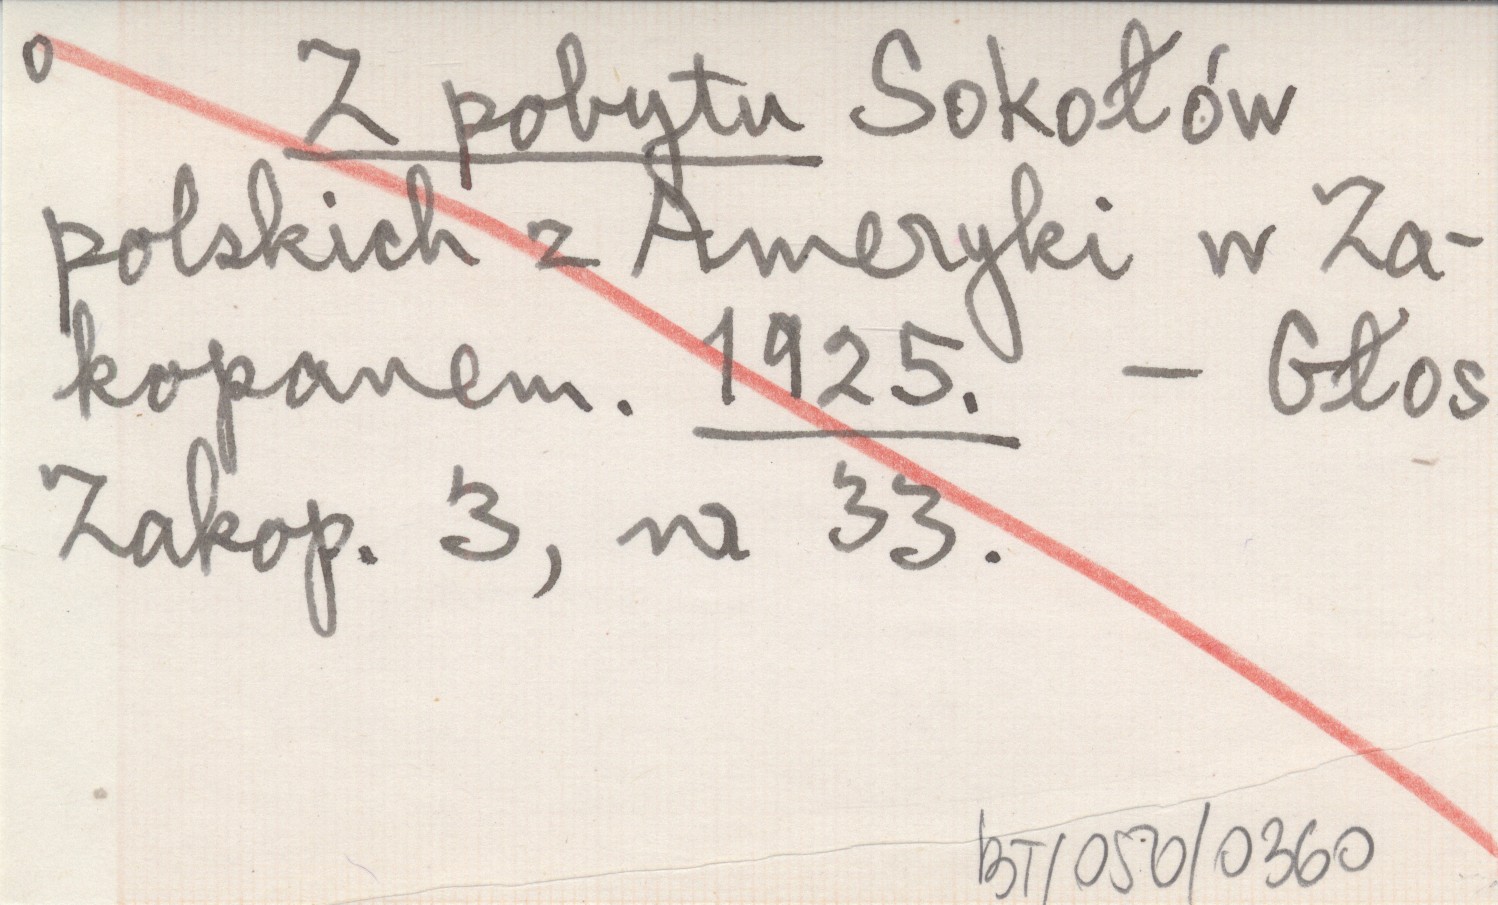 o Z pobytu Sokołów
polskich z Ameryki w Za-
kopanem. 1925. — Głos
Zakop. 3, nr 33.
BT/050/0360